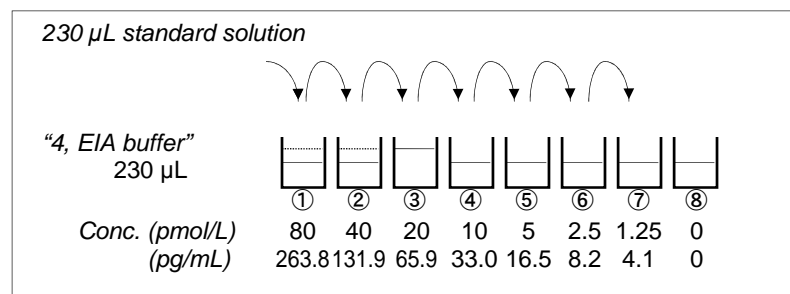 230 µL standard solution
“4, EIA buffer”
230 µL
① ② ③ ④ ⑤ ⑥ ⑦ ⑧
Conc. (pmol/L) 80 40 20 10 5 2.5 1.25 0
(pg/mL) 263.8 131.9 65.9 33.0 16.5 8.2 4.1 0